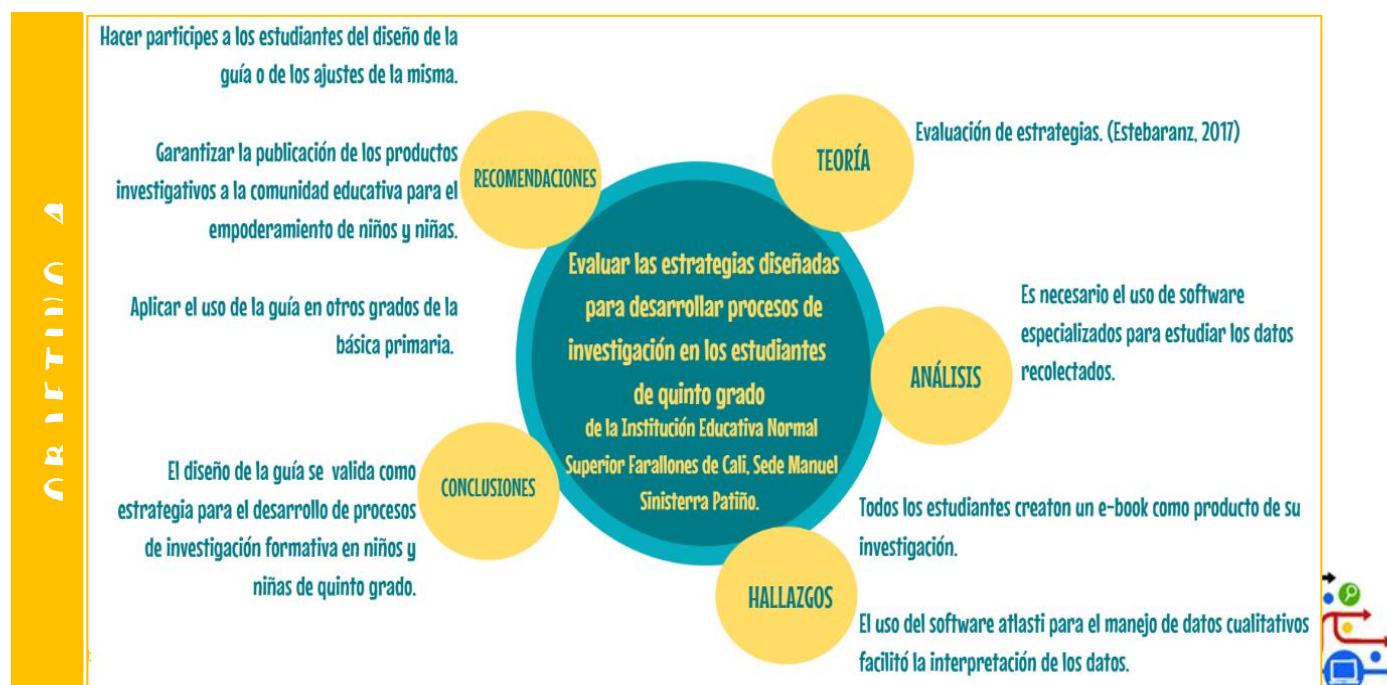 Hacer participes a los estudiantes del diseño de la
guía o de los ajustes de la misma.
Garantizar la publicación de los productos
investigativos a la comunidad educativa para el
empoderamiento de niños y niñas.
Aplicar el uso de la guía en otros grados de la
básica primaria.
RECOMENDACIONES
TEORÍA
Evaluación de estrategias. (Estebaranz, 2017)
Evaluar las estrategias diseñadas
para desarrollar procesos de
investigación en los estudiantes
de quinto grado
de la Institución Educativa Normal
Superior Farallones de Cali, Sede Manuel
Sinisterra Patiño.
ANÁLISIS
Es necesario el uso de software
especializados para estudiar los datos
recolectados.
CONCLUSIONES
El diseño de la guía se valida como
estrategia para el desarrollo de procesos
de investigación formativa en niños y
niñas de quinto grado.
HALLAZGOS
Todos los estudiantes creaton un e-book como producto de su
investigación.
El uso del software atlasti para el manejo de datos cualitativos
facilitó la interpretación de los datos.